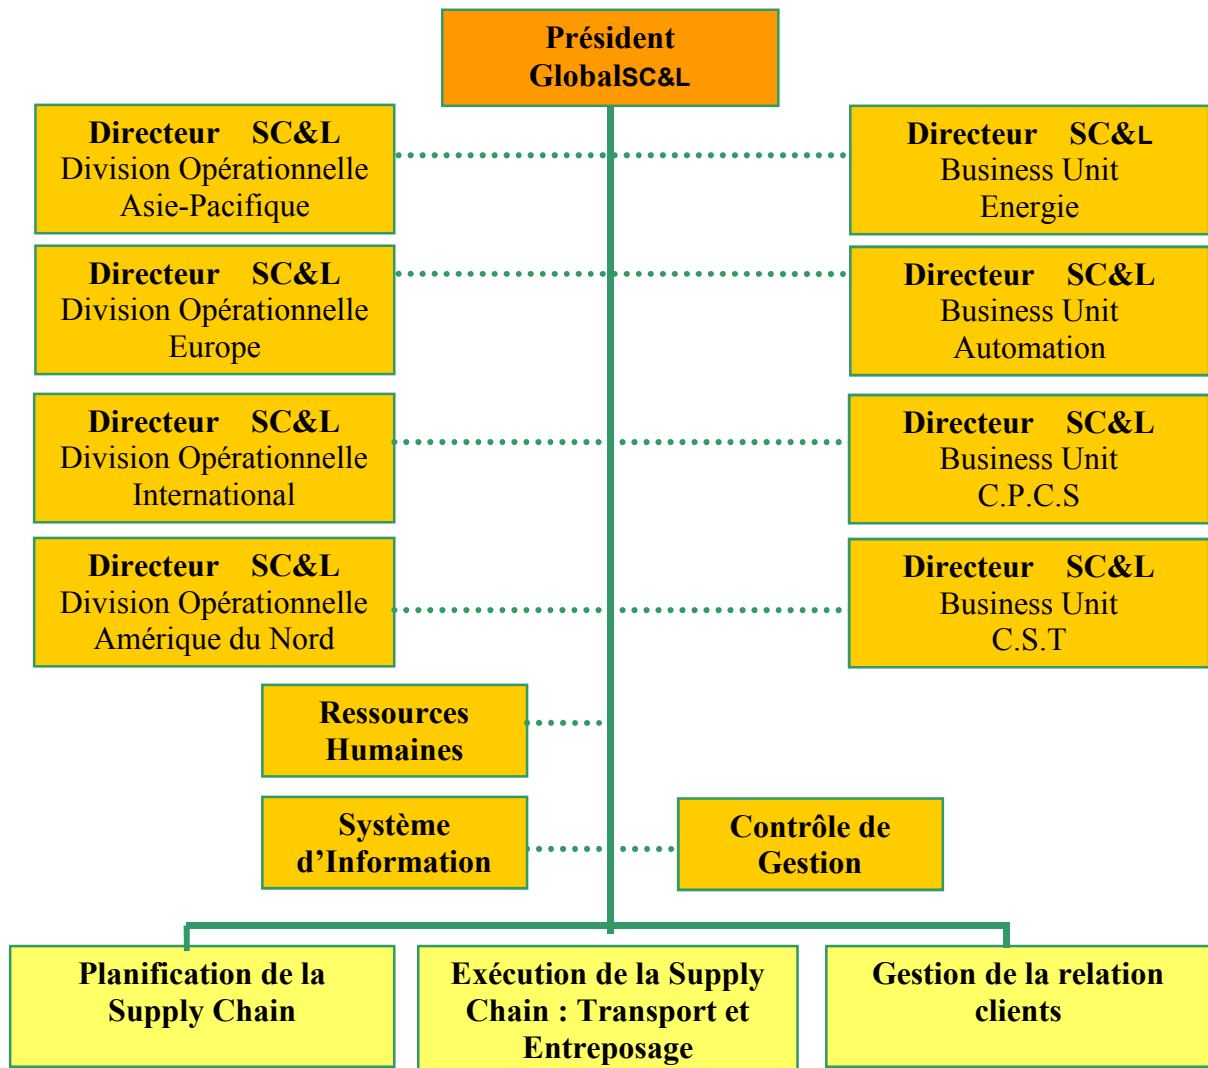 Président
GlobalSC&L
Directeur SC&L
Division Opérationnelle
Asie-Pacifique
Directeur SC&L
Business Unit
Energie
Directeur SC&L
Division Opérationnelle
Europe
Directeur SC&L
Business Unit
Automation
Directeur SC&L
Division Opérationnelle
International
Directeur SC&L
Business Unit
C.P.C.S
Directeur SC&L
Division Opérationnelle
Amérique du Nord
Directeur SC&L
Business Unit
C.S.T
Ressources
Humaines
Système
d’Information
Contrôle de
Gestion
Planification de la
Supply Chain
Exécution de la Supply
Chain : Transport et
Entreposage
Gestion de la relation
clients